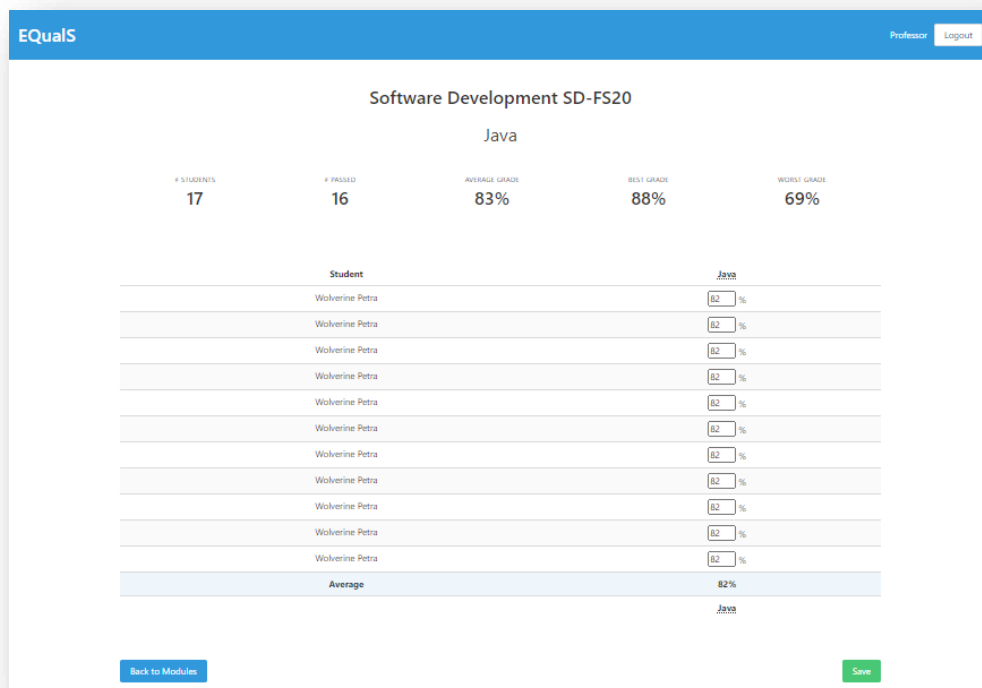 EQualS Professor Logout
Software Development SD-FS20
Java
# STUDENTS # PASSED AVERAGE GRADE BEST GRADE WORST GRADE
17 16 83% 88% 69%
Student Java
Wolverine Petra 82 %
Wolverine Petra 82 %
Wolverine Petra 82 %
Wolverine Petra 82 %
Wolverine Petra 82 %
Wolverine Petra 82 %
Wolverine Petra 82 %
Wolverine Petra 82 %
Wolverine Petra 82 %
Wolverine Petra 82 %
Wolverine Petra 82 %
Average 82%
Java
Back to Modules Save